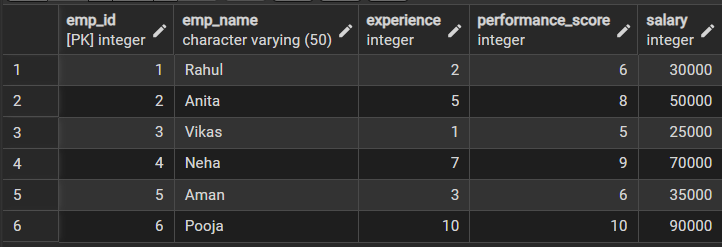 emp_id emp_name experience performance_score salary
[PK] integer character varying (50) integer integer integer
1 1 Rahul 2 6 30000
2 2 Anita 5 8 50000
3 3 Vikas 1 5 25000
4 4 Neha 7 9 70000
5 5 Aman 3 6 35000
6 6 Pooja 10 10 90000